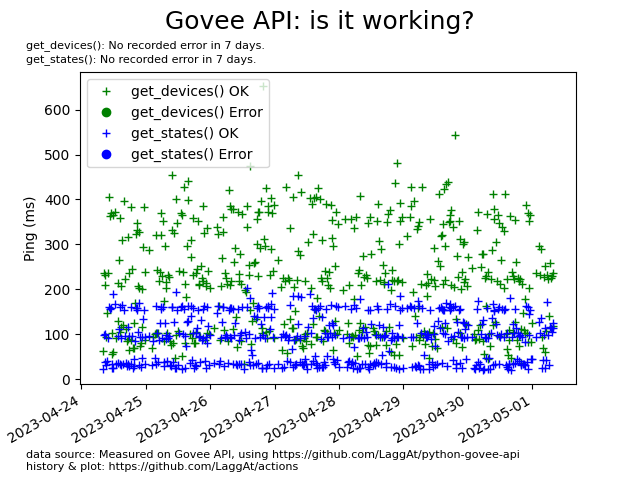 Govee API: is it working?
get_devices(): No recorded error in 7 days.
get_states(): No recorded error in 7 days.
get_devices() OK
get_devices() Error
get_states() OK
get_states() Error
Ping (ms)
600
500
400
300
200
100
0
2023-04-24
2023-04-25
2023-04-26
2023-04-27
2023-04-28
2023-04-29
2023-04-30
2023-05-01
data source: Measured on Govee API, using https://github.com/LaggAt/python-govee-api
history & plot: https://github.com/LaggAt/actions